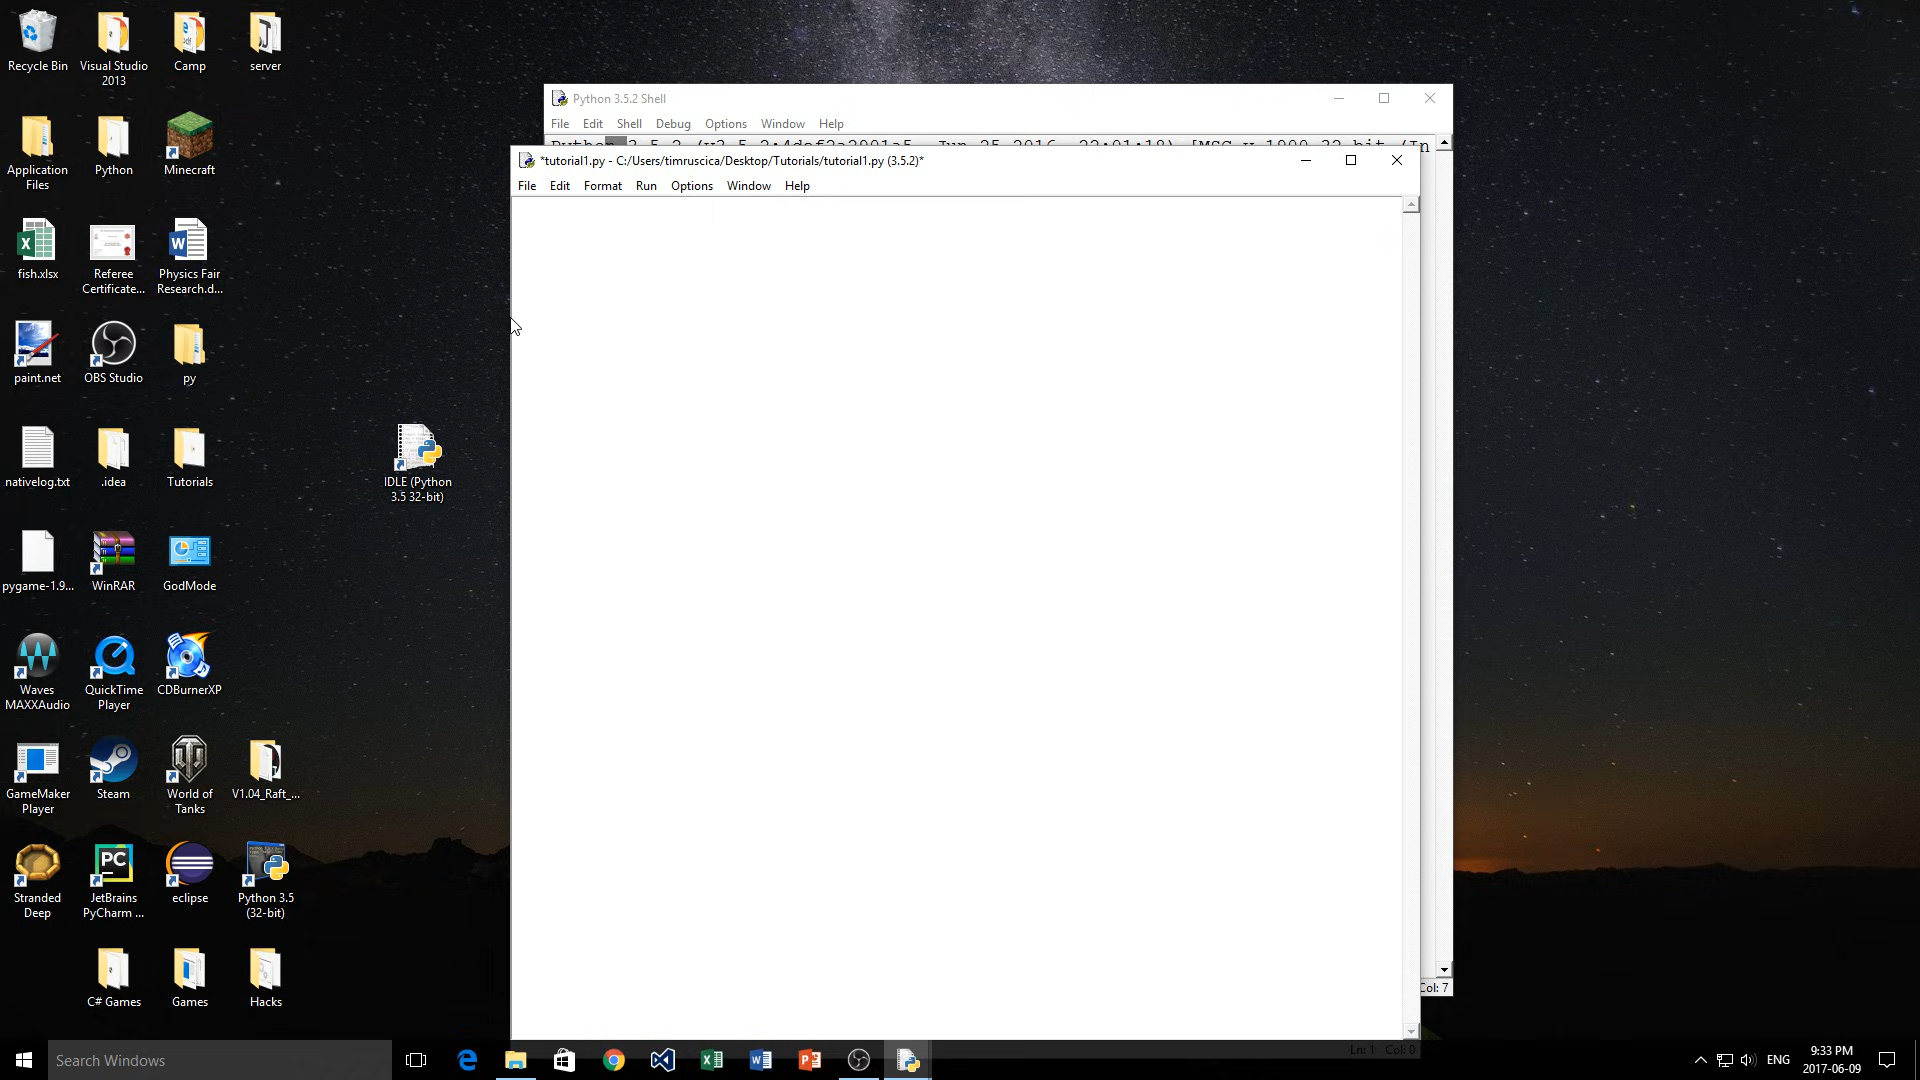 Recycle Bin
Visual Studio
2013
Camp
server
Application
Files
Python
Minecraft
fish.xlsx
Referee
Certificate...
Physics Fair
Research.d...
paint.net
OBS Studio
py
nativelog.txt
.idea
Tutorials
IDLE (Python
3.5 32-bit)
pygame-1.9...
WinRAR
GodMode
Waves
MAXXAudio
QuickTime
Player
CDBurnerXP
GameMaker
Player
Steam
World of
Tanks
V1.04_Raft_...
Stranded
Deep
JetBrains
PyCharm ...
eclipse
Python 3.5
(32-bit)
C# Games
Games
Hacks
Python 3.5.2 Shell
File Edit Shell Debug Options Window Help
*tutorial1.py - C:/Users/timruscica/Desktop/Tutorials/tutorial1.py (3.5.2)*
File Edit Format Run Options Window Help
Col: 7
Ln: 1 Col: 0
Search Windows
ENG
9:33 PM
2017-06-09